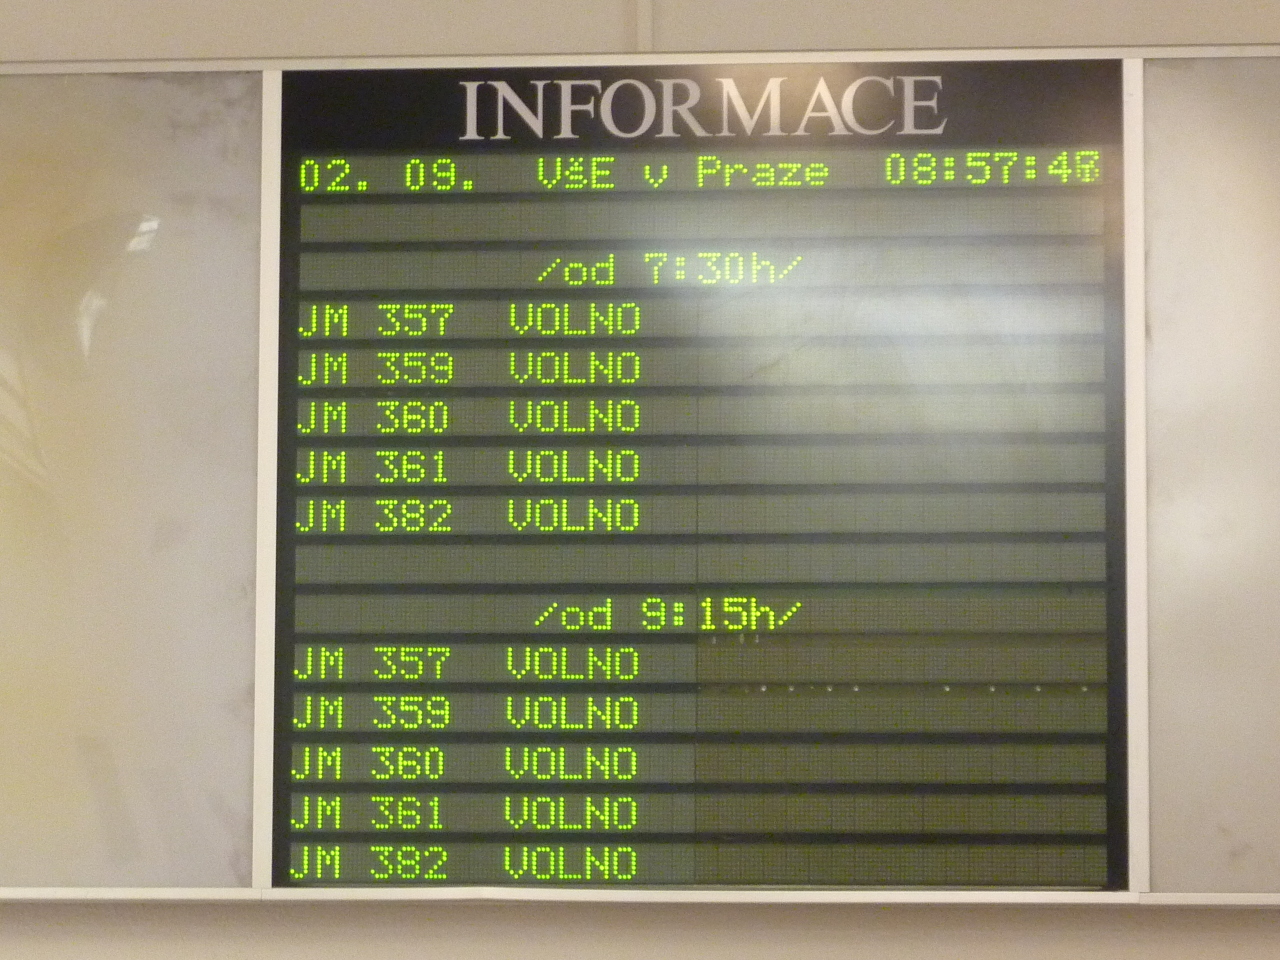 INFORMACE
02. 09. VŠE v Praze 08:57:48
/od 7:30h/
JM 357 VOLNO
JM 359 VOLNO
JM 360 VOLNO
JM 361 VOLNO
JM 382 VOLNO
/od 9:15h/
JM 357 VOLNO
JM 359 VOLNO
JM 360 VOLNO
JM 361 VOLNO
JM 382 VOLNO